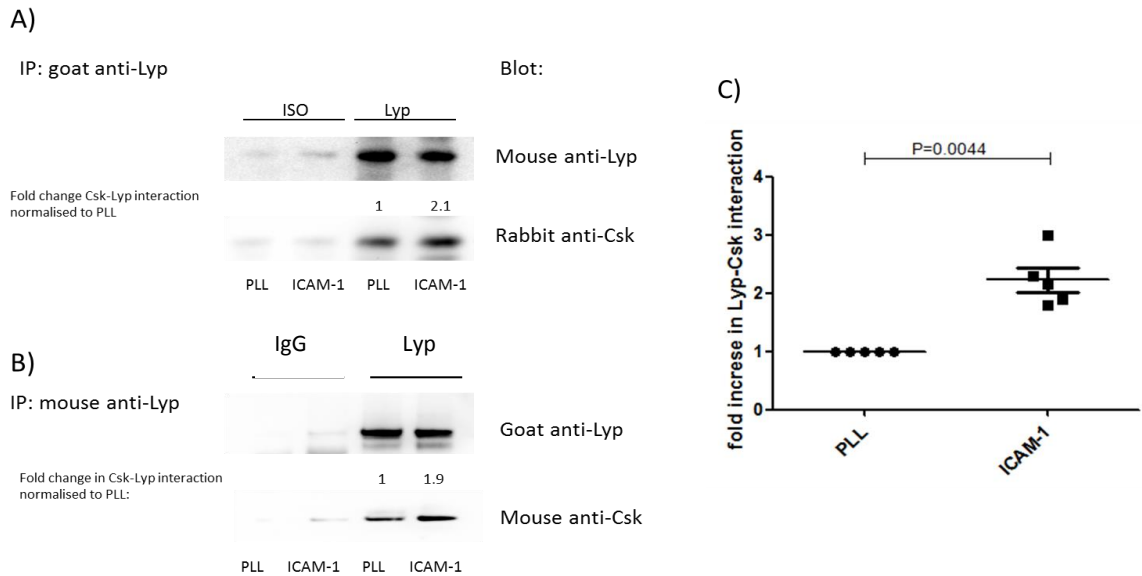 A)
IP: goat anti-Lyp
Blot:
ISO
Lyp
Mouse anti-Lyp
Fold change Csk-Lyp interaction
normalised to PLL
1
2.1
Rabbit anti-Csk
PLL
ICAM-1
PLL
ICAM-1
B)
IgG
Lyp
IP: mouse anti-Lyp
Goat anti-Lyp
Fold change in Csk-Lyp interaction
normalised to PLL:
1
1.9
Mouse anti-Csk
PLL
ICAM-1
PLL
ICAM-1
C)
P=0.0044
fold increse in Lyp-Csk interaction
4
3
2
1
0
PLL
ICAM-1